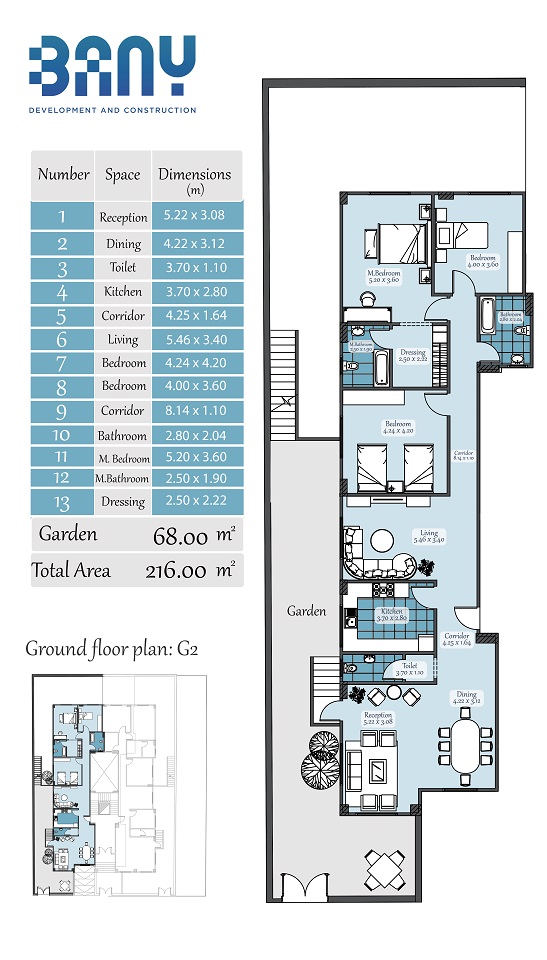 BANY
DEVELOPMENT AND CONSTRUCTION
Number Space Dimensions
(m)
1 Reception 5.22 x 3.08
2 Dining 4.22 x 3.12
3 Toilet 3.70 x 1.10
4 Kitchen 3.70 x 2.80
5 Corridor 4.25 x 1.64
6 Living 5.46 x 3.40
7 Bedroom 4.24 x 4.20
8 Bedroom 4.00 x 3.60
9 Corridor 8.14 x 1.10
10 Bathroom 2.80 x 2.04
11 M. Bedroom 5.20 x 3.60
12 M.Bathroom 2.50 x 1.90
13 Dressing 2.50 x 2.22
Garden 68.00 m²
Total Area 216.00 m²
Ground floor plan: G2
Bedroom
4.00 x 3.60
M.Bedroom
5.20 x 3.60
Bathroom
2.80 x 2.04
M.Bathroom
2.50 x 1.90
Dressing
2.50 x 2.22
Bedroom
4.24 x 4.20
Corridor
8.14 x 1.10
Living
5.46 x 3.40
Garden
Kitchen
3.70 x 2.80
Corridor
4.25 x 1.64
Toilet
3.70 x 1.10
Dining
4.22 x 3.12
Reception
5.22 x 3.08